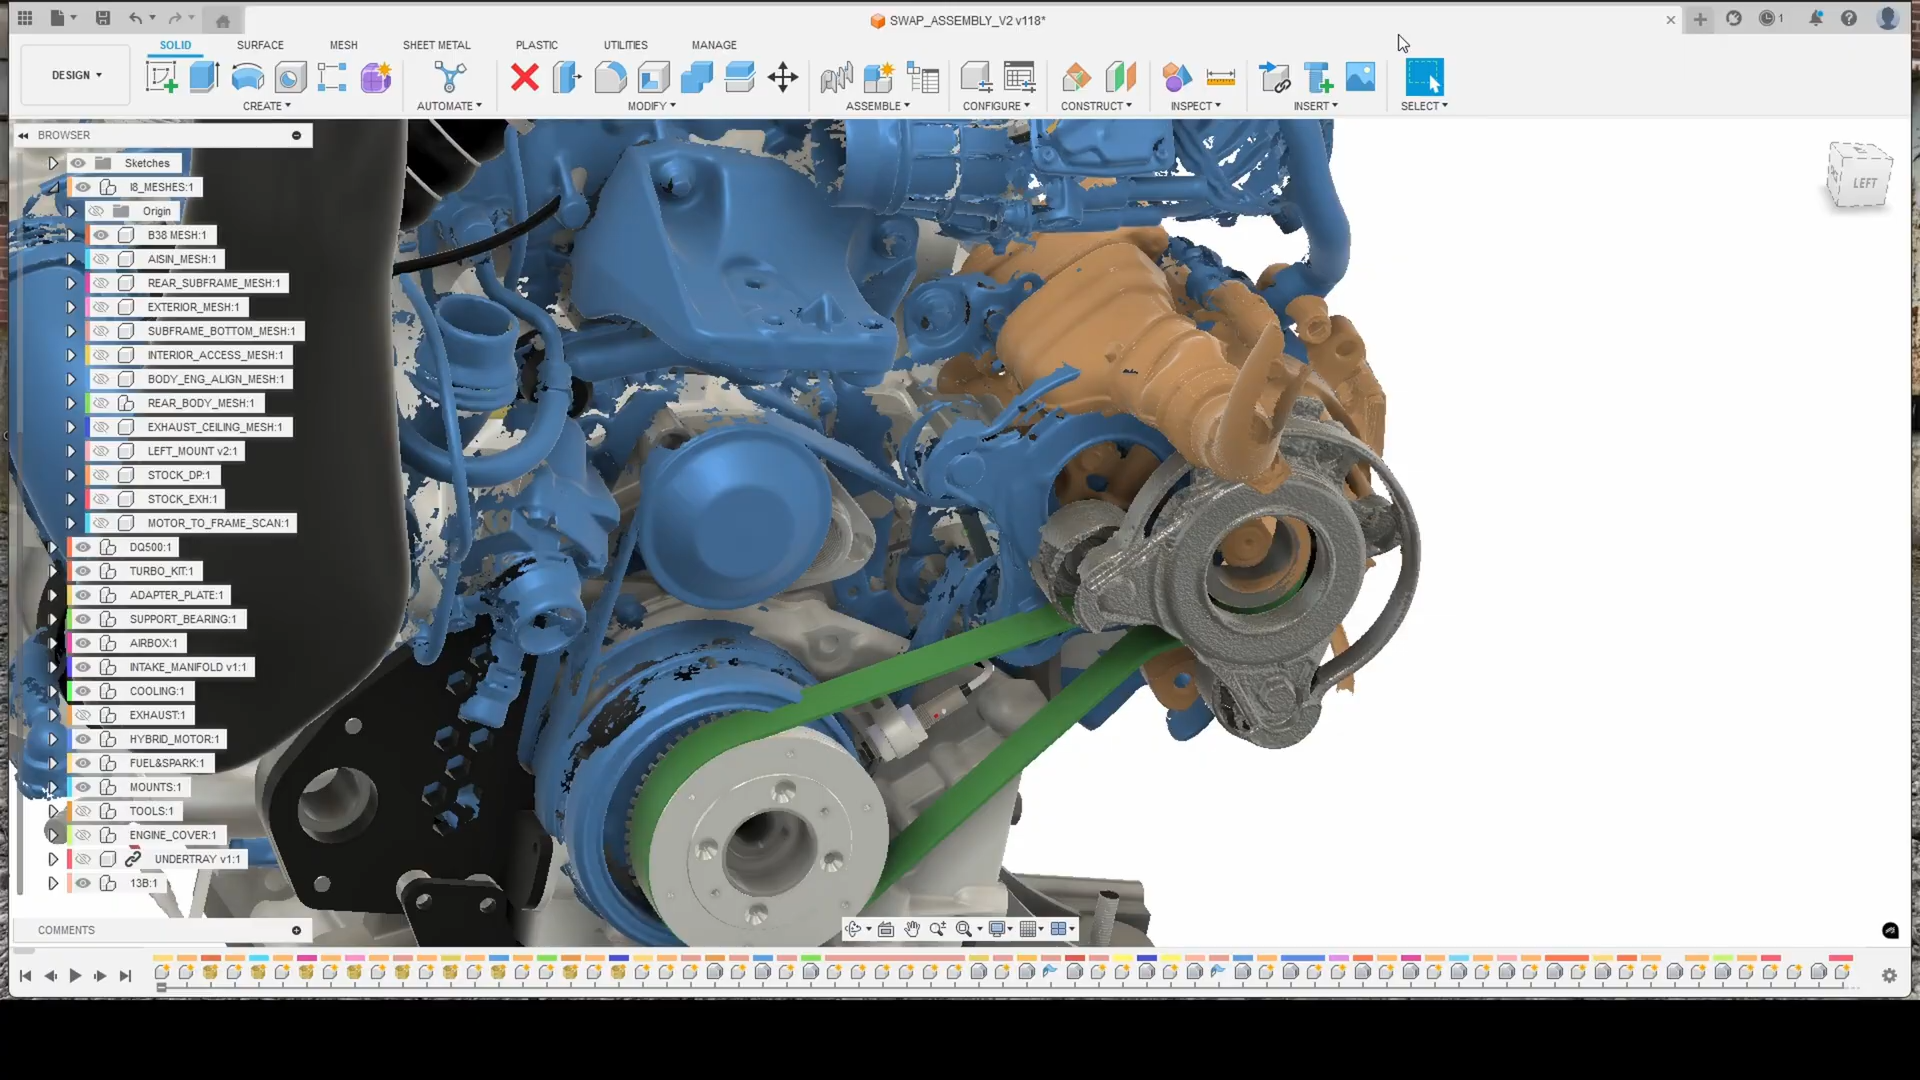 SWAP_ASSEMBLY_V2 v118*
1
DESIGN
SOLID
SURFACE
MESH
SHEET METAL
PLASTIC
UTILITIES
MANAGE
CREATE
AUTOMATE
MODIFY
ASSEMBLE
CONFIGURE
CONSTRUCT
INSPECT
INSERT
SELECT
BROWSER
Sketches
I8_MESHES:1
Origin
B38 MESH:1
AISIN_MESH:1
REAR_SUBFRAME_MESH:1
EXTERIOR_MESH:1
SUBFRAME_BOTTOM_MESH:1
INTERIOR_ACCESS_MESH:1
BODY_ENG_ALIGN_MESH:1
REAR_BODY_MESH:1
EXHAUST_CEILING_MESH:1
LEFT_MOUNT v2:1
STOCK_DP:1
STOCK_EXH:1
MOTOR_TO_FRAME_SCAN:1
DQ500:1
TURBO_KIT:1
ADAPTER_PLATE:1
SUPPORT_BEARING:1
AIRBOX:1
INTAKE_MANIFOLD v1:1
COOLING:1
EXHAUST:1
HYBRID_MOTOR:1
FUEL&SPARK:1
MOUNTS:1
TOOLS:1
ENGINE_COVER:1
UNDERTRAY v1:1
13B:1
LEFT
COMMENTS